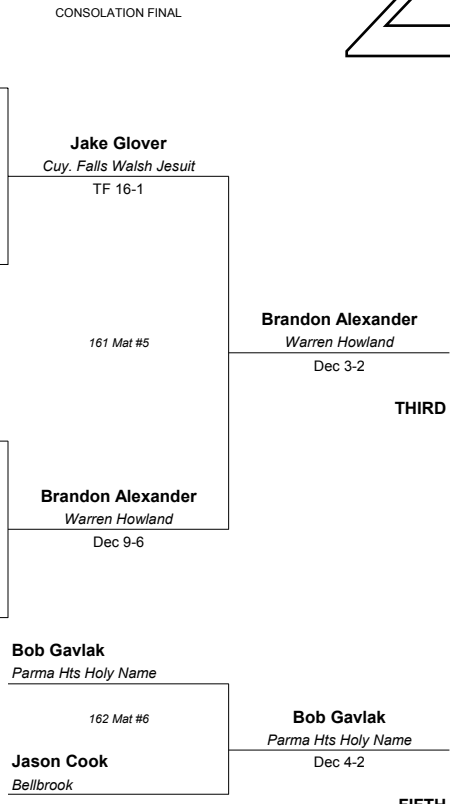 CONSOLATION FINAL
Jake Glover
Cuy. Falls Walsh Jesuit
TF 16-1
161 Mat #5
Brandon Alexander
Warren Howland
Dec 3-2
THIRD
Brandon Alexander
Warren Howland
Dec 9-6
Bob Gavlak
Parma Hts Holy Name
162 Mat #6
Bob Gavlak
Parma Hts Holy Name
Dec 4-2
Jason Cook
Bellbrook
FIFTH